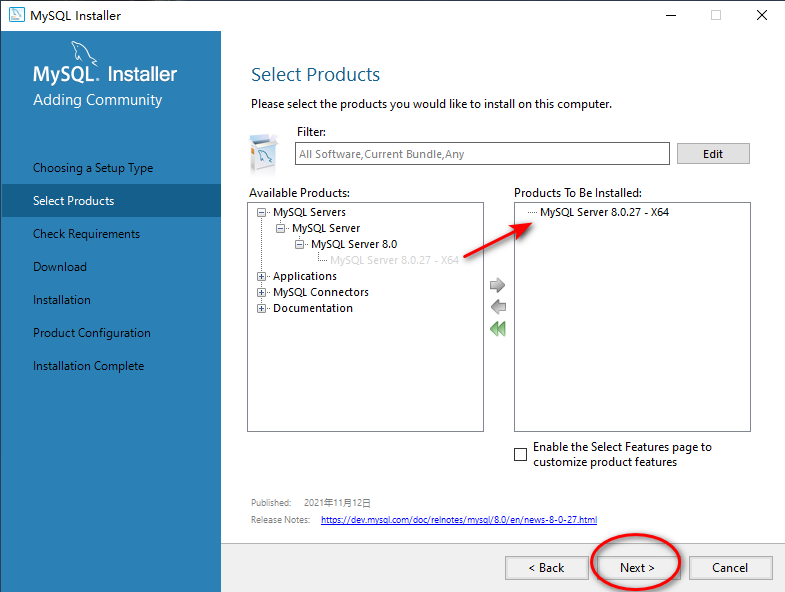 MySQL Installer
MySQL. Installer
Adding Community
Choosing a Setup Type
Select Products
Check Requirements
Download
Installation
Product Configuration
Installation Complete
Select Products
Please select the products you would like to install on this computer.
Filter:
All Software,Current Bundle,Any
Edit
Available Products:
MySQL Servers
MySQL Server
MySQL Server 8.0
MySQL Server 8.0.27 - X64
Applications
MySQL Connectors
Documentation
Products To Be Installed:
MySQL Server 8.0.27 - X64
Enable the Select Features page to
customize product features
Published: 2021年11月12日
Release Notes: https://dev.mysql.com/doc/relnotes/mysql/8.0/en/news-8-0-27.html
< Back
Next >
Cancel